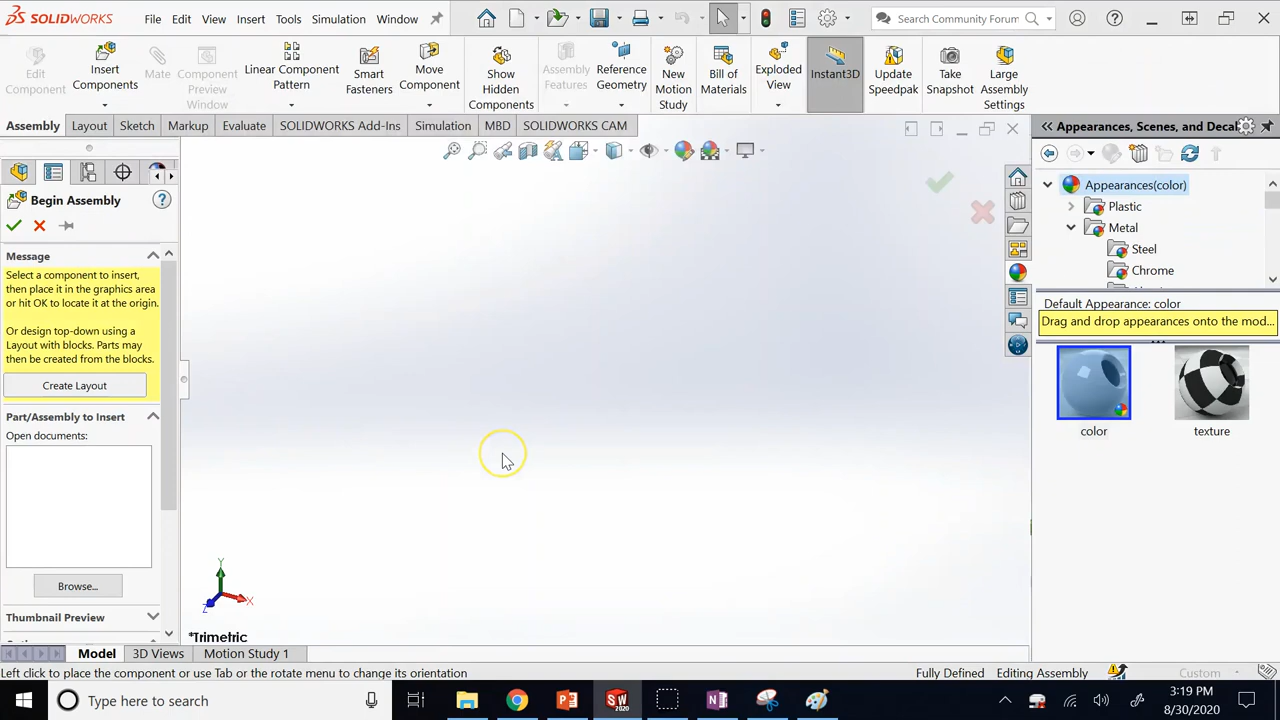 SOLIDWORKS File Edit View Insert Tools Simulation Window Search Community Forum
Edit Component
Insert Components
Mate
Component Preview Window
Linear Component Pattern
Smart Fasteners
Move Component
Show Hidden Components
Assembly Features
Reference Geometry
New Motion Study
Bill of Materials
Exploded View
Instant3D
Update Speedpak
Take Snapshot
Large Assembly Settings
Assembly Layout Sketch Markup Evaluate SOLIDWORKS Add-Ins Simulation MBD SOLIDWORKS CAM
Begin Assembly
Message
Select a component to insert,
then place it in the graphics area
or hit OK to locate it at the origin.
Or design top-down using a
Layout with blocks. Parts may
then be created from the blocks.
Create Layout
Part/Assembly to Insert
Open documents:
Browse...
Thumbnail Preview
Y
X
Z
*Trimetric
Appearances, Scenes, and Decal
Appearances(color)
Plastic
Metal
Steel
Chrome
Default Appearance: color
Drag and drop appearances onto the mod...
color texture
Model 3D Views Motion Study 1
Left click to place the component or use Tab or the rotate menu to change its orientation Fully Defined Editing Assembly Custom
Type here to search
SW
2020
N
3:19 PM
8/30/2020